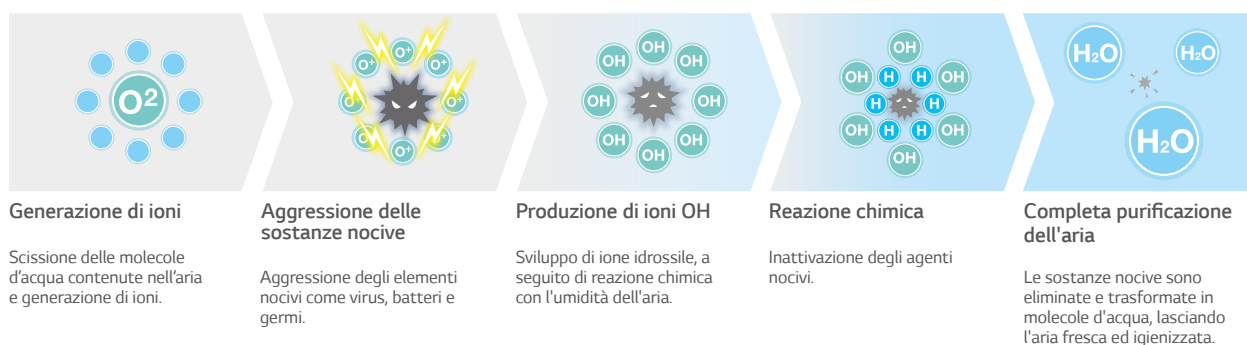 O²
O⁺
O⁺
O⁺
O⁺
O⁺
O⁺
O⁺
O⁺
OH
OH
OH
OH
OH
OH
OH
OH
OH
OH
H
H
OH
H
H
OH
H
H
OH
OH
H₂O
H₂O
H₂O
Generazione di ioni
Scissione delle molecole
d'acqua contenute nell'aria
e generazione di ioni.
Aggressione delle
sostanze nocive
Aggressione degli elementi
nocivi come virus, batteri e
germi.
Produzione di ioni OH
Sviluppo di ione idrossile, a
seguito di reazione chimica
con l'umidità dell'aria.
Reazione chimica
Inattivazione degli agenti
nocivi.
Completa purificazione
dell'aria
Le sostanze nocive sono
eliminate e trasformate in
molecole d'acqua, lasciando
l'aria fresca ed igienizzata.